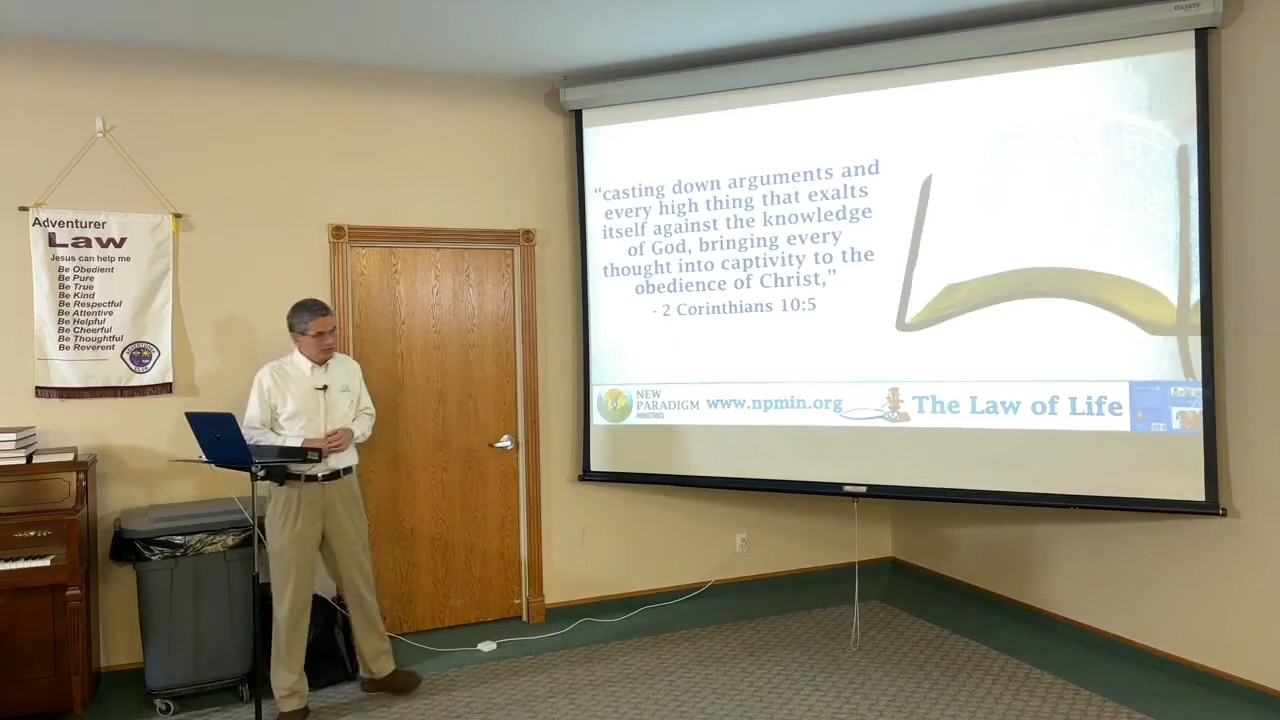 Adventurer
Law
Jesus can help me
Be Obedient
Be Pure
Be True
Be Kind
Be Respectful
Be Attentive
Be Helpful
Be Cheerful
Be Thoughtful
Be Reverent
ADVENTURER
CLUB
“casting down arguments and
every high thing that exalts
itself against the knowledge
of God, bringing every
thought into captivity to the
obedience of Christ,”
- 2 Corinthians 10:5
NEW
PARADIGM
MINISTRIES
www.npmin.org
The Law of Life